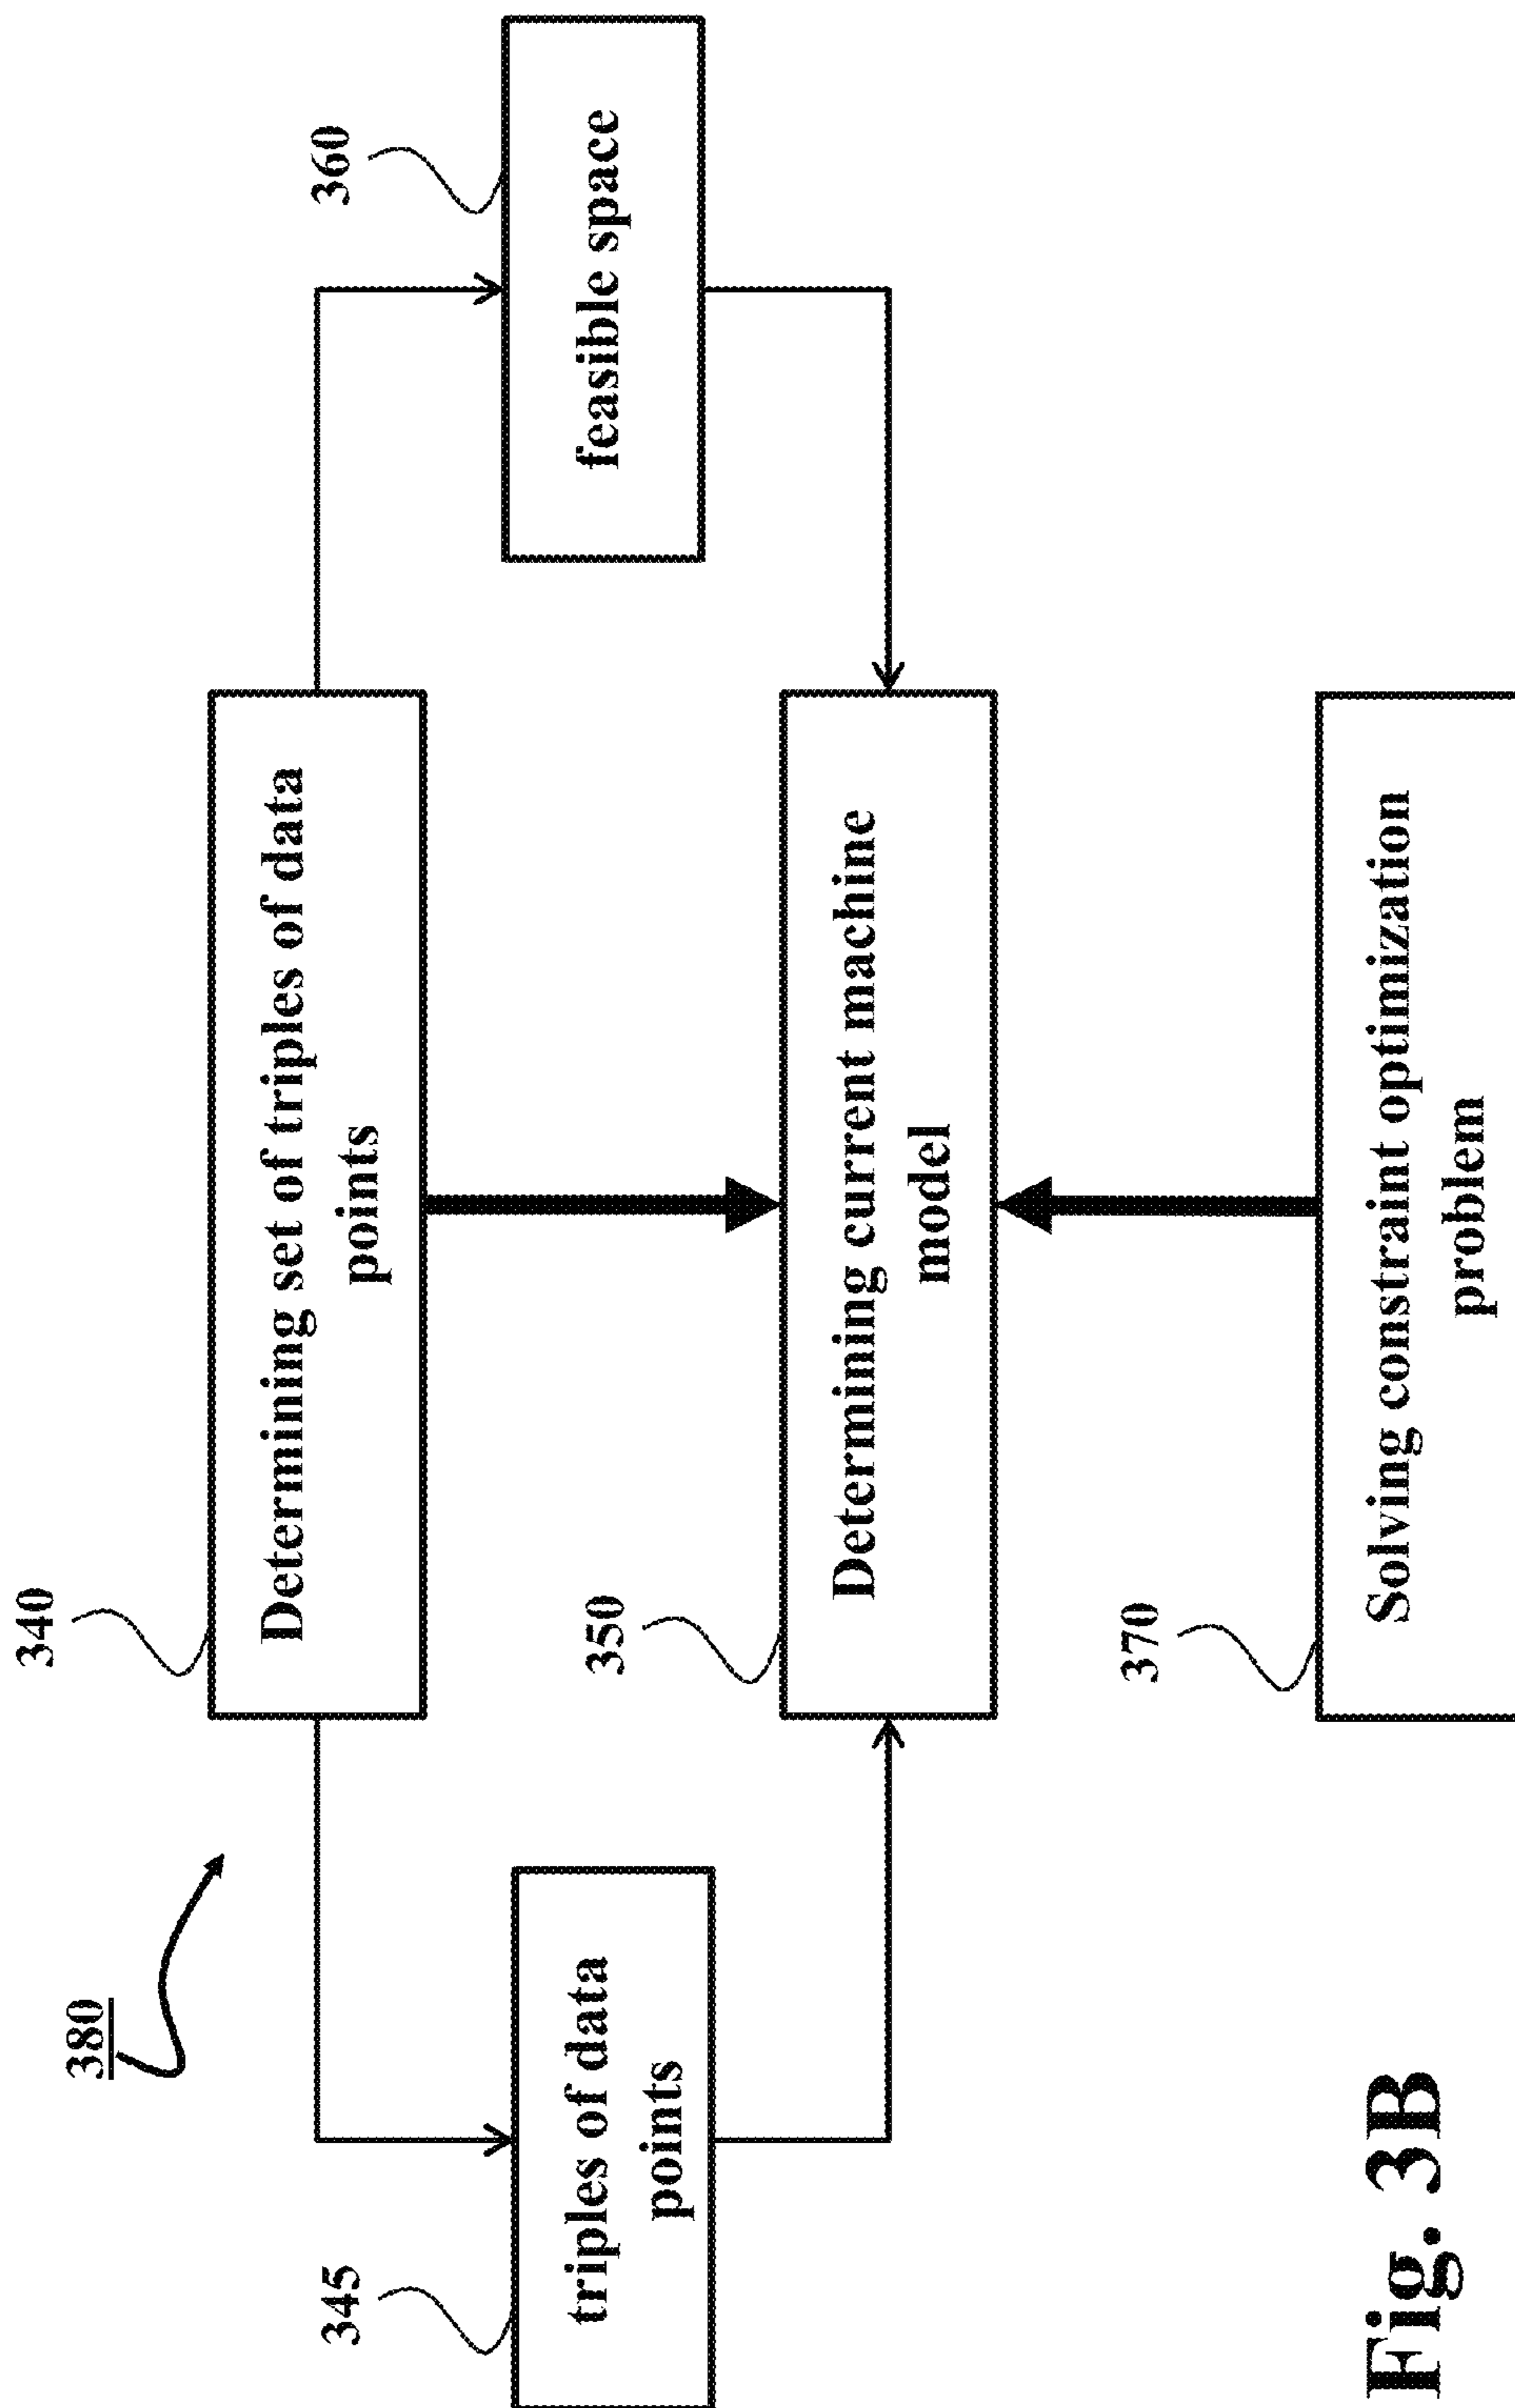 380
340
Determining set of triples of data
points
345
triples of data
points
360
feasible space
350
Determining current machine
model
370
Solving constraint optimization
problem
Fig. 3B